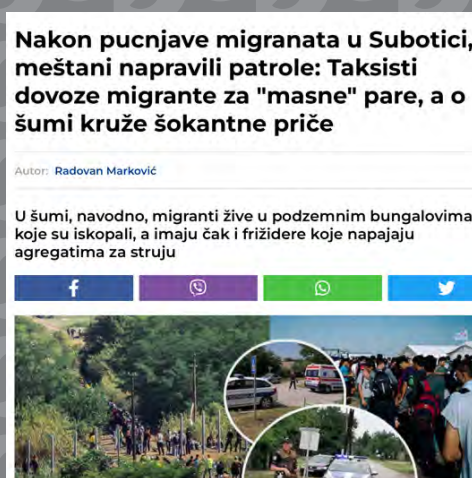 Nakon pucnjave migranata u Subotici,
meštani napravili patrole: Taksisti
dovoze migrante za "masne" pare, a o
šumi kruže šokantne priče
Autor: Radovan Marković
U šumi, navodno, migranti žive u podzemnim bungalovima
koje su iskopali, a imaju čak i frižidere koje napajaju
agregatima za struju